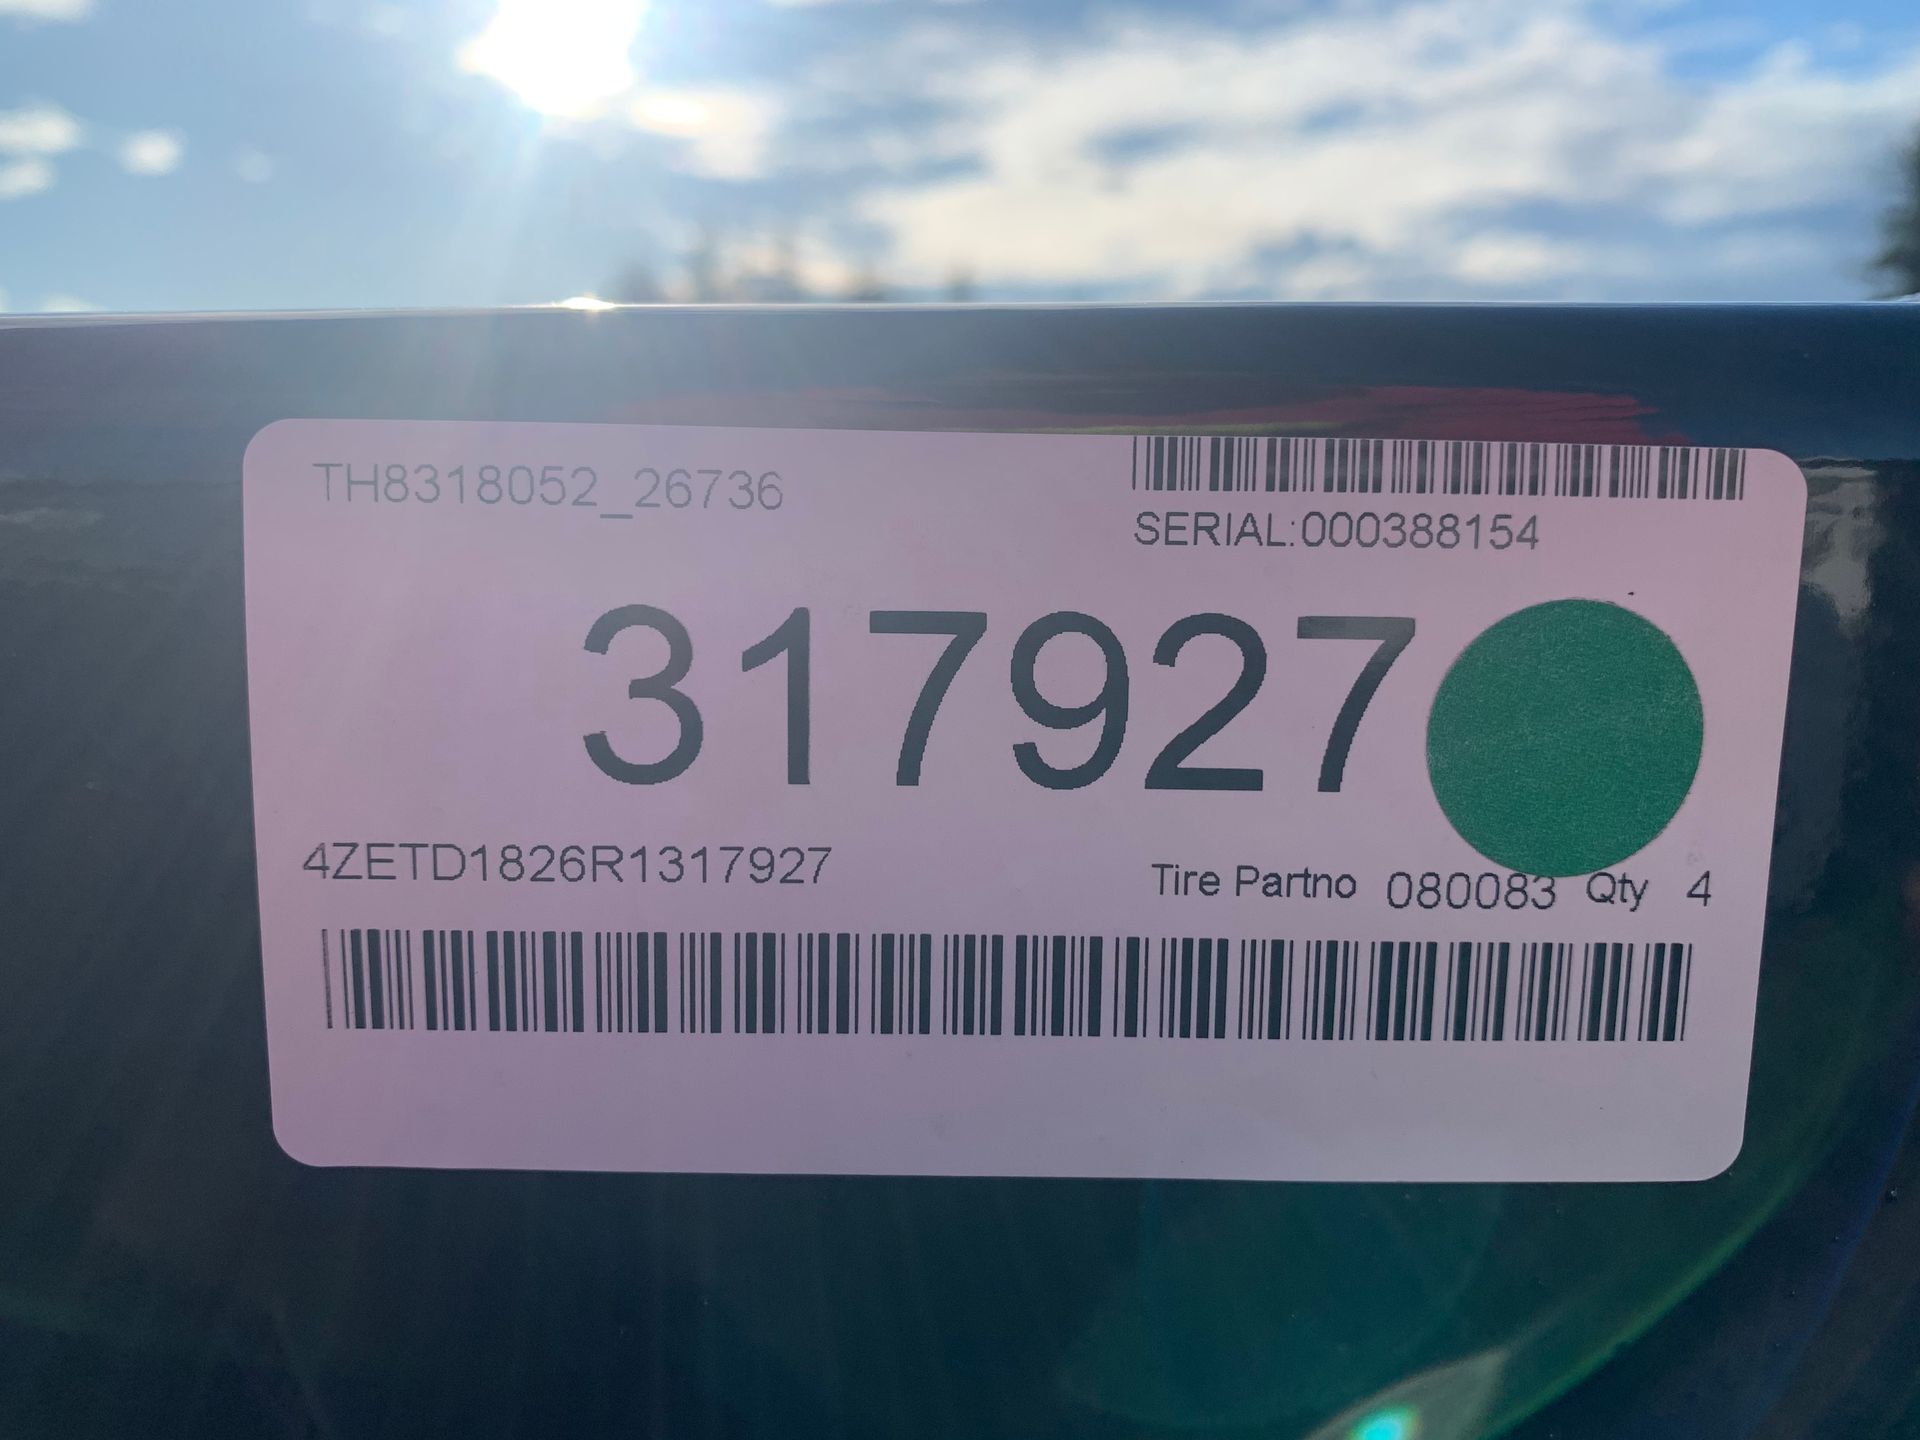 TH8318052_26736
SERIAL:000388154
317927
4ZETD1826R1317927
Tire Partno 080083 Qty 4